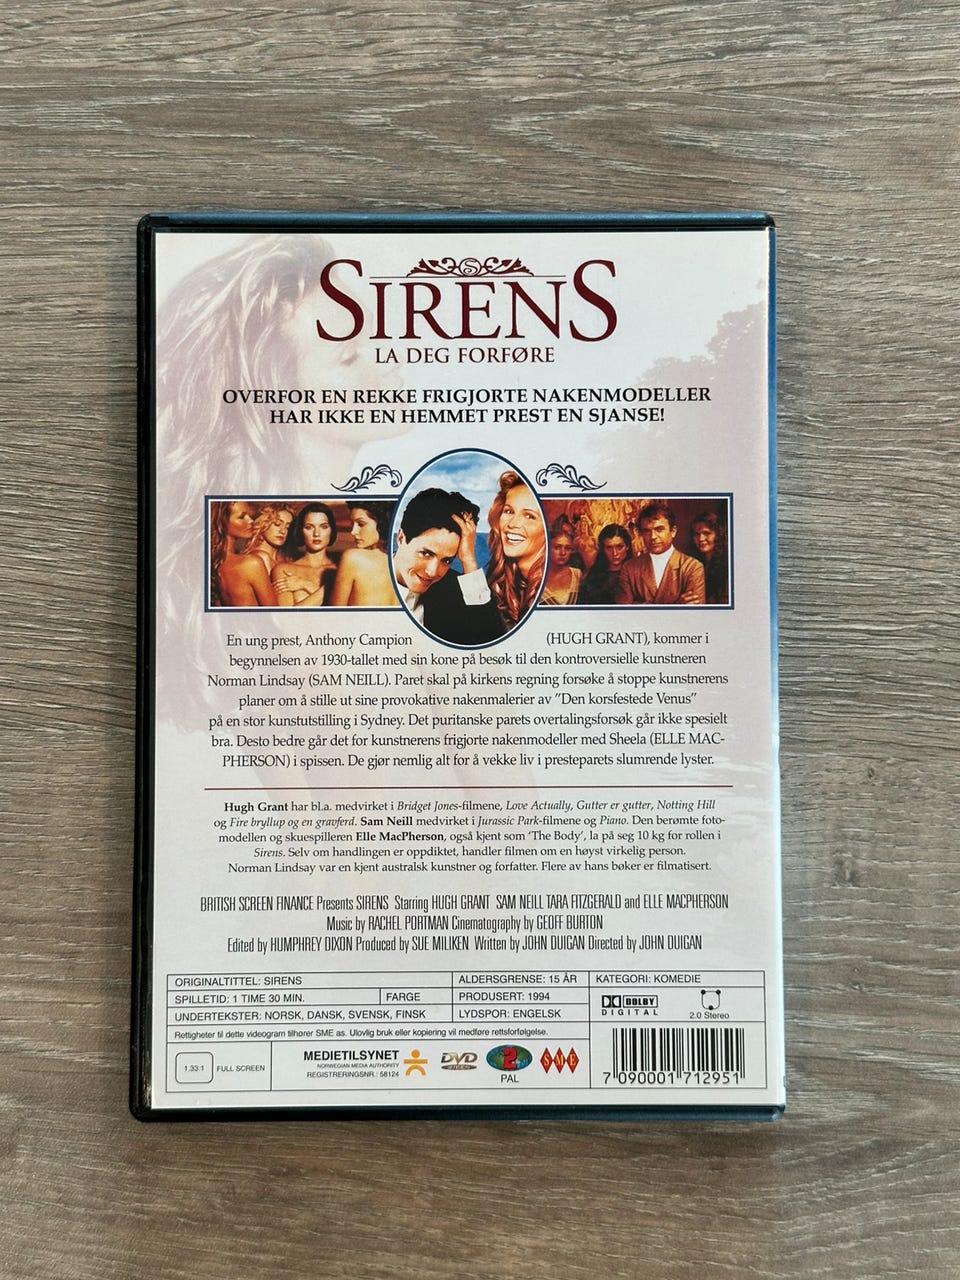 SIRENS
LA DEG FORFØRE
OVERFOR EN REKKE FRIGJORTE NAKENMODELLER
HAR IKKE EN HEMMET PREST EN SJANSE!
En ung prest, Anthony Campion (HUGH GRANT), kommer i
begynnelsen av 1930-tallet med sin kone på besøk til den kontroversielle kunstneren
Norman Lindsay (SAM NEILL). Paret skal på kirkens regning forsøke å stoppe kunstnerens
planer om å stille ut sine provokative nakenmalerier av ”Den korsfestede Venus”
på en stor kunstutstilling i Sydney. Det puritanske parets overtalingsforsøk går ikke spesielt
bra. Desto bedre går det for kunstnerens frigjorte nakenmodeller med Sheela (ELLE MAC-
PHERSON) i spissen. De gjør nemlig alt for å vekke liv i presteparets slumrende lyster.
Hugh Grant har bl.a. medvirket i Bridget Jones-filmene, Love Actually, Gutter er gutter, Notting Hill
og Fire bryllup og en gravferd. Sam Neill medvirket i Jurassic Park-filmene og Piano. Den berømte foto-
modellen og skuespilleren Elle MacPherson, også kjent som ‘The Body’, la på seg 10 kg for rollen i
Sirens. Selv om handlingen er oppdiktet, handler filmen om en høyst virkelig person.
Norman Lindsay var en kjent australsk kunstner og forfatter. Flere av hans bøker er filmatisert.
BRITISH SCREEN FINANCE Presents SIRENS Starring HUGH GRANT SAM NEILL TARA FITZGERALD and ELLE MACPHERSON
Music by RACHEL PORTMAN Cinematography by GEOFF BURTON
Edited by HUMPHREY DIXON Produced by SUE MILIKEN Written by JOHN DUIGAN Directed by JOHN DUIGAN
ORIGINALTITTEL: SIRENS ALDERSGRENSE: 15 ÅR KATEGORI: KOMEDIE
SPILLETID: 1 TIME 30 MIN. FARGE PRODUSERT: 1994
UNDERTEKSTER: NORSK, DANSK, SVENSK, FINSK LYDSPOR: ENGELSK
DOLBY
DIGITAL
2.0 Stereo
Rettigheter til dette videogram tilhører SME as. Ulovlig bruk eller kopiering vil medføre rettsforfølgelse.
1.33:1 FULL SCREEN
MEDIETILSYNET
NORWEGIAN MEDIA AUTHORITY
REGISTRERINGSNR.: 58124
DVD
VIDEO
2
PAL
SME
7 090001 712951